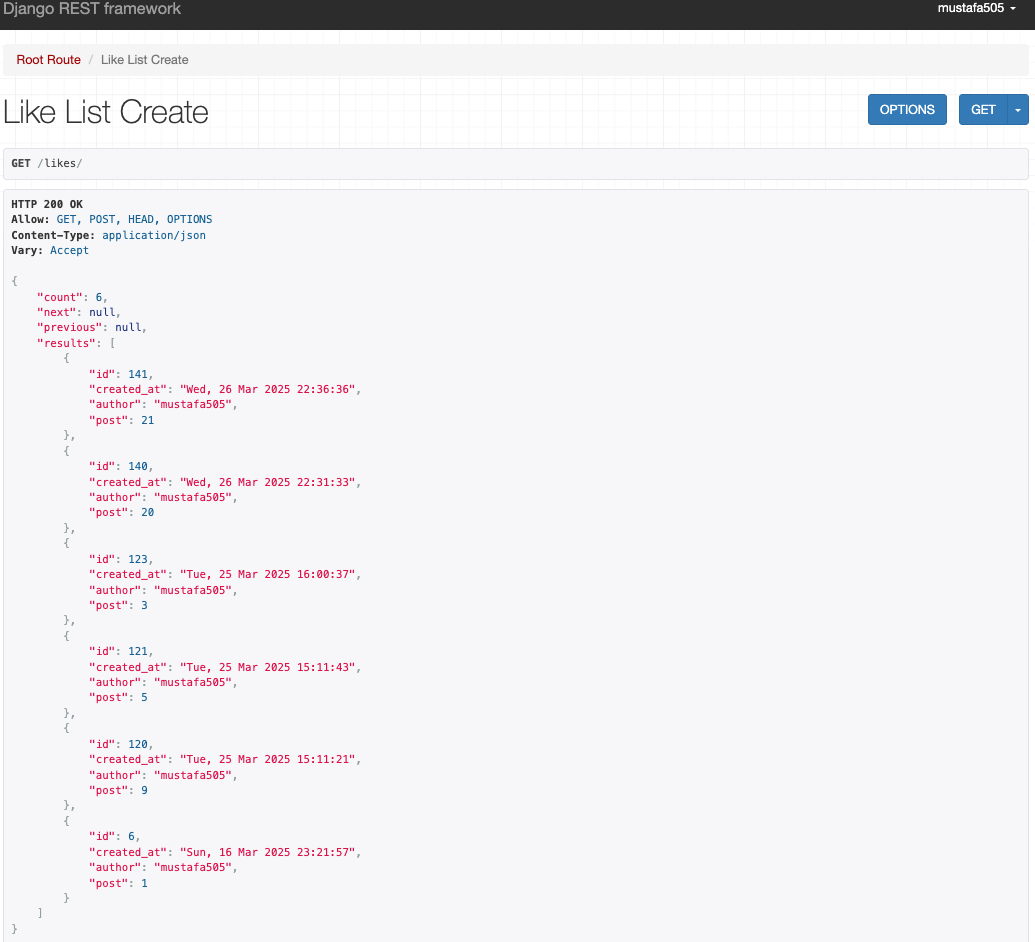 Django REST framework
mustafa505
Root Route / Like List Create
Like List Create
OPTIONS
GET
GET /likes/
HTTP 200 OK
Allow: GET, POST, HEAD, OPTIONS
Content-Type: application/json
Vary: Accept
{
"count": 6,
"next": null,
"previous": null,
"results": [
{
"id": 141,
"created_at": "Wed, 26 Mar 2025 22:36:36",
"author": "mustafa505",
"post": 21
},
{
"id": 140,
"created_at": "Wed, 26 Mar 2025 22:31:33",
"author": "mustafa505",
"post": 20
},
{
"id": 123,
"created_at": "Tue, 25 Mar 2025 16:00:37",
"author": "mustafa505",
"post": 3
},
{
"id": 121,
"created_at": "Tue, 25 Mar 2025 15:11:43",
"author": "mustafa505",
"post": 5
},
{
"id": 120,
"created_at": "Tue, 25 Mar 2025 15:11:21",
"author": "mustafa505",
"post": 9
},
{
"id": 6,
"created_at": "Sun, 16 Mar 2025 23:21:57",
"author": "mustafa505",
"post": 1
}
]
}